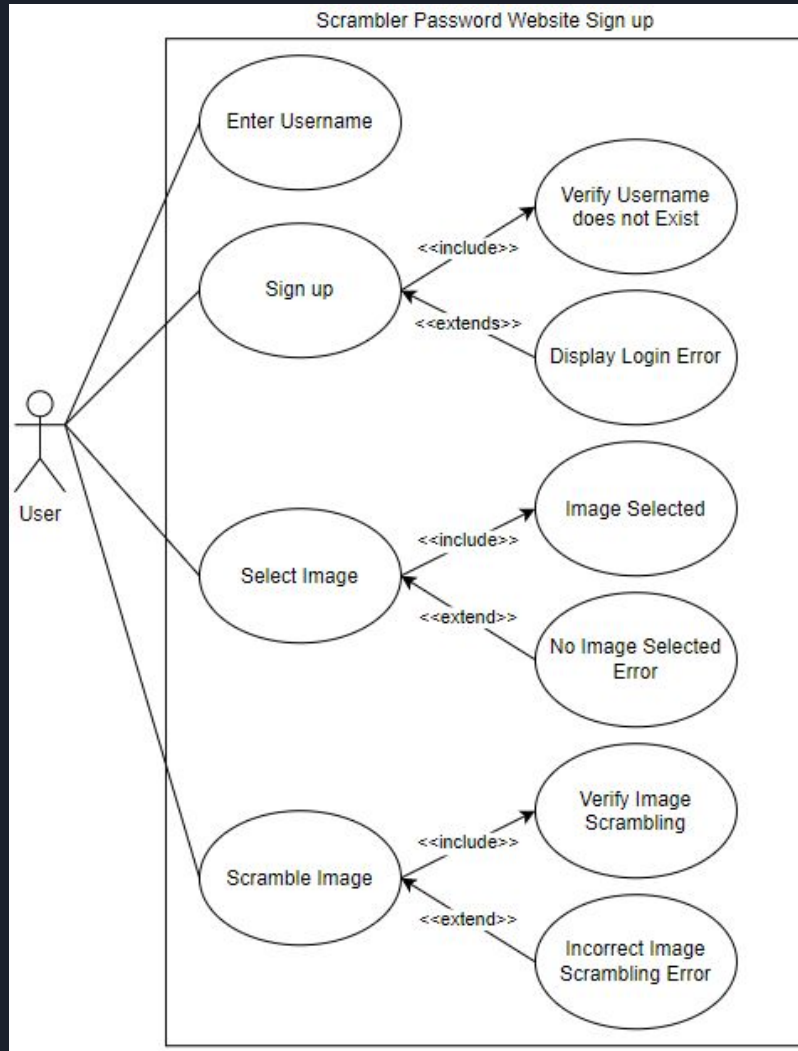 Scrambler Password Website Sign up
Enter Username
Verify Username
does not Exist
<<include>>
Sign up
<<extends>>
Display Login Error
User
Image Selected
<<include>>
Select Image
<<extend>>
No Image Selected
Error
Verify Image
Scrambling
<<include>>
Scramble Image
<<extend>>
Incorrect Image
Scrambling Error